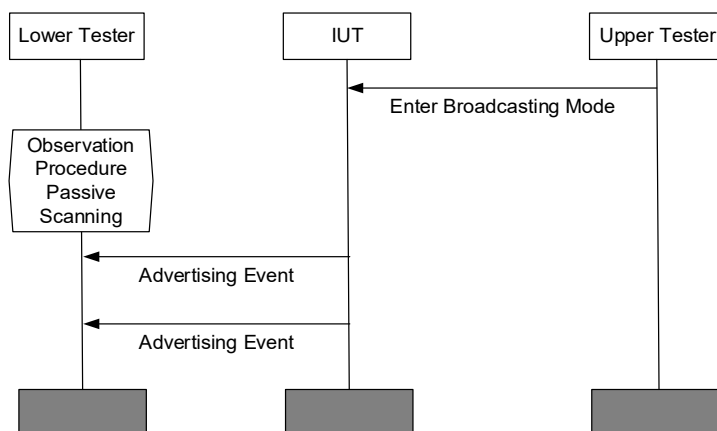 Lower Tester
IUT
Upper Tester
Enter Broadcasting Mode
Observation
Procedure
Passive
Scanning
Advertising Event
Advertising Event